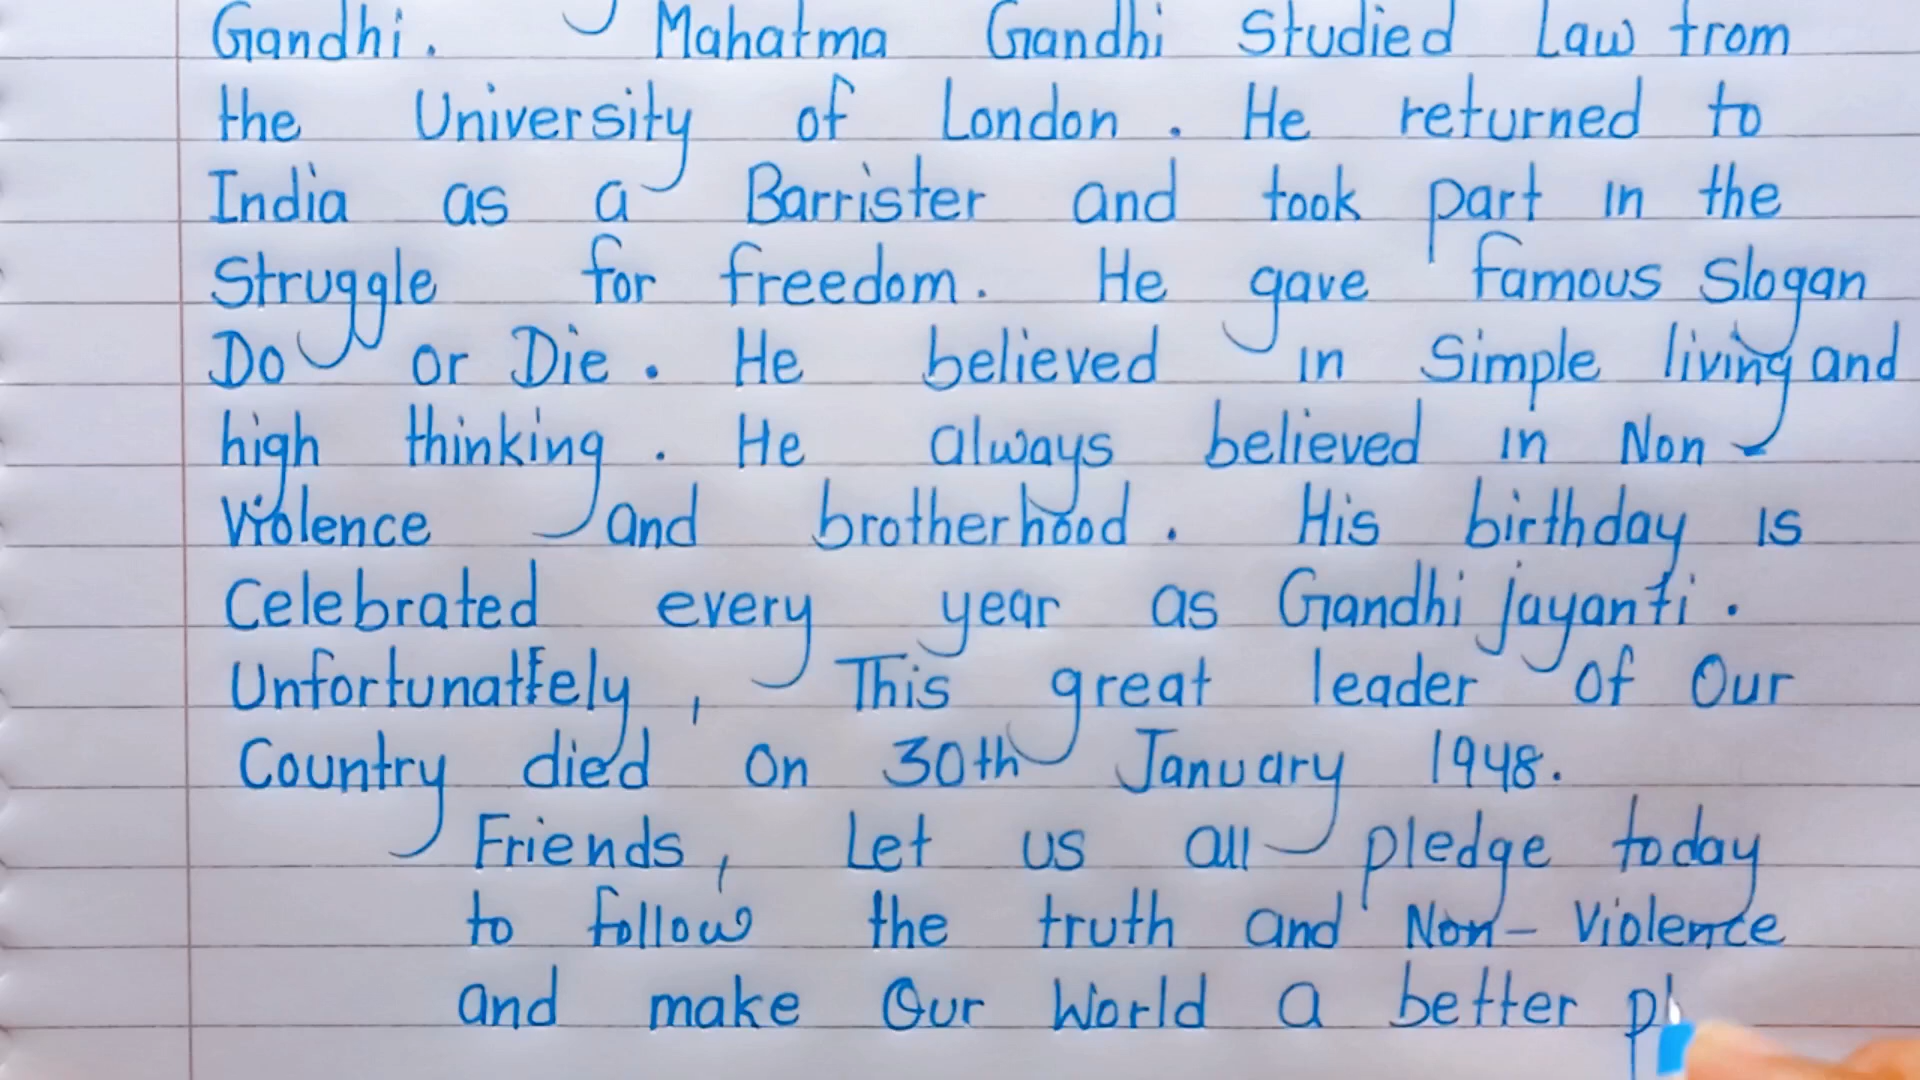 Gandhi. Mahatma Gandhi Studied Law from
the University of London. He returned to
India as a Barrister and took part in the
Struggle for freedom. He gave famous Slogan
Do or Die. He believed in Simple living and
high thinking. He always believed in Non
Violence and brotherhood. His birthday is
Celebrated every year as Gandhi jayanti.
Unfortunattely, This great leader of Our
Country died On 30th January 1948.
Friends, Let us all pledge today
to follow the truth and Non-Violence
and make Our World a better pl